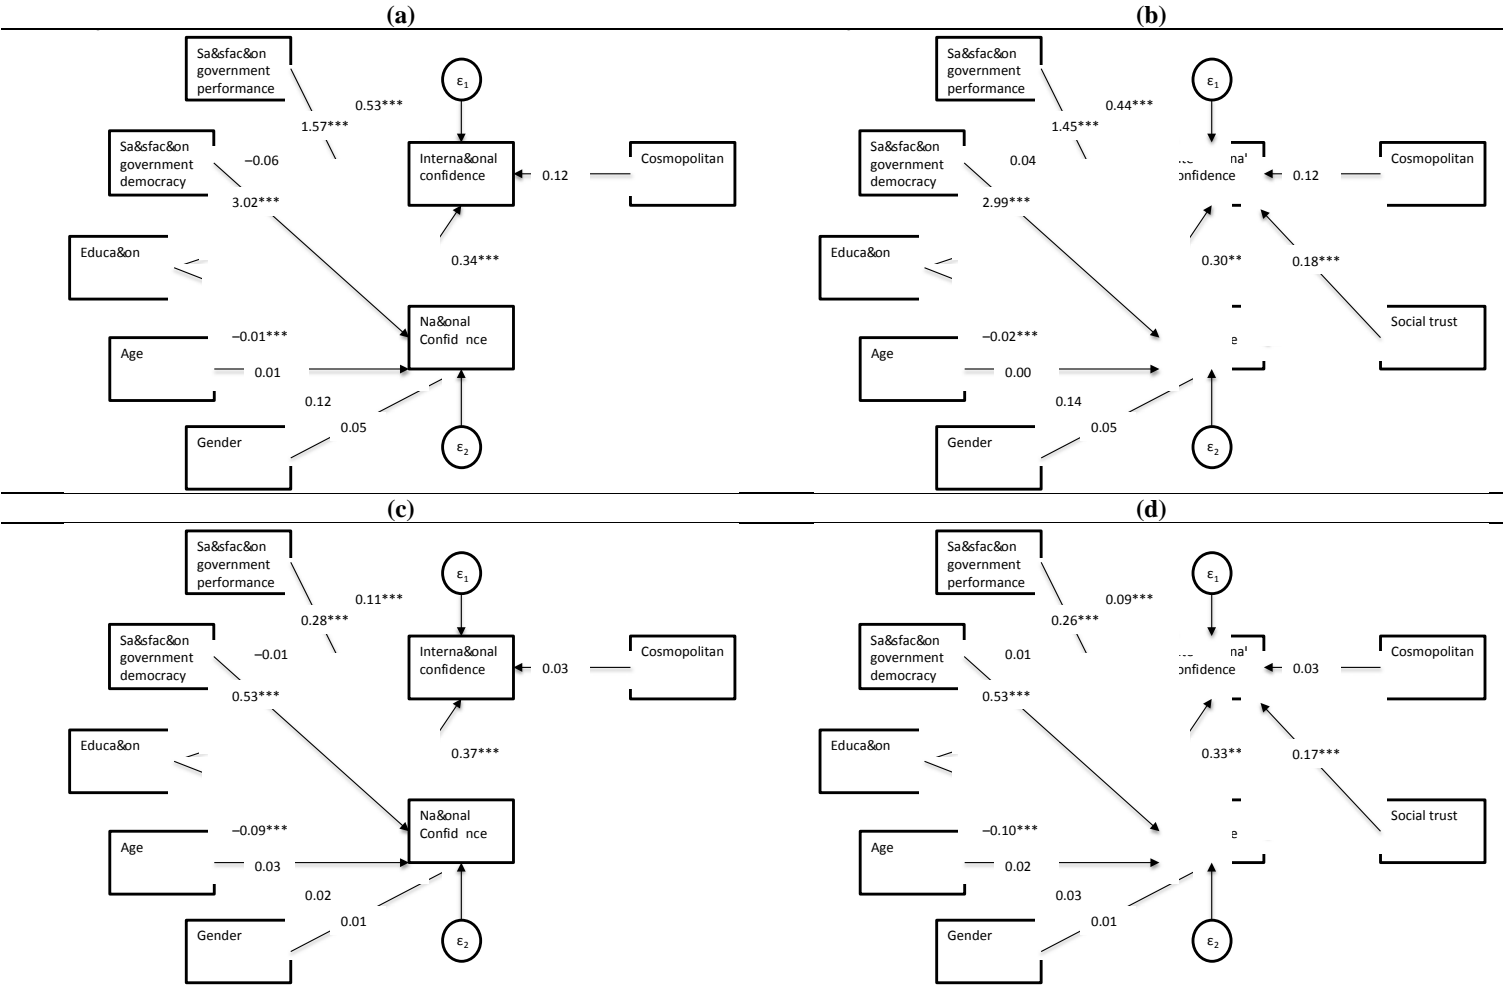 (a)
Sa&sfac&on
government
performance
ε1
0.53***
1.57***
Sa&sfac&on
government
democracy
–0.06
3.02***
Interna&onal
confidence
0.12
Cosmopolitan
Educa&on
0.34***
Na&onal
Confid nce
–0.01***
Age
0.01
0.12
0.05
Gender
ε2
(b)
Sa&sfac&on
government
performance
ε1
0.44***
1.45***
Sa&sfac&on
government
democracy
0.04
2.99***
onfidence
0.12
Cosmopolitan
Educa&on
0.30**
0.18***
Social trust
–0.02***
e
Age
0.00
0.14
0.05
Gender
ε2
(c)
Sa&sfac&on
government
performance
ε1
0.11***
0.28***
Sa&sfac&on
government
democracy
–0.01
0.53***
Interna&onal
confidence
0.03
Cosmopolitan
Educa&on
0.37***
Na&onal
Confid nce
–0.09***
Age
0.03
0.02
0.01
Gender
ε2
(d)
Sa&sfac&on
government
performance
ε1
0.09***
0.26***
Sa&sfac&on
government
democracy
0.01
0.53***
onfidence
0.03
Cosmopolitan
Educa&on
0.33**
0.17***
Social trust
–0.10***
e
Age
0.02
0.03
0.01
Gender
ε2